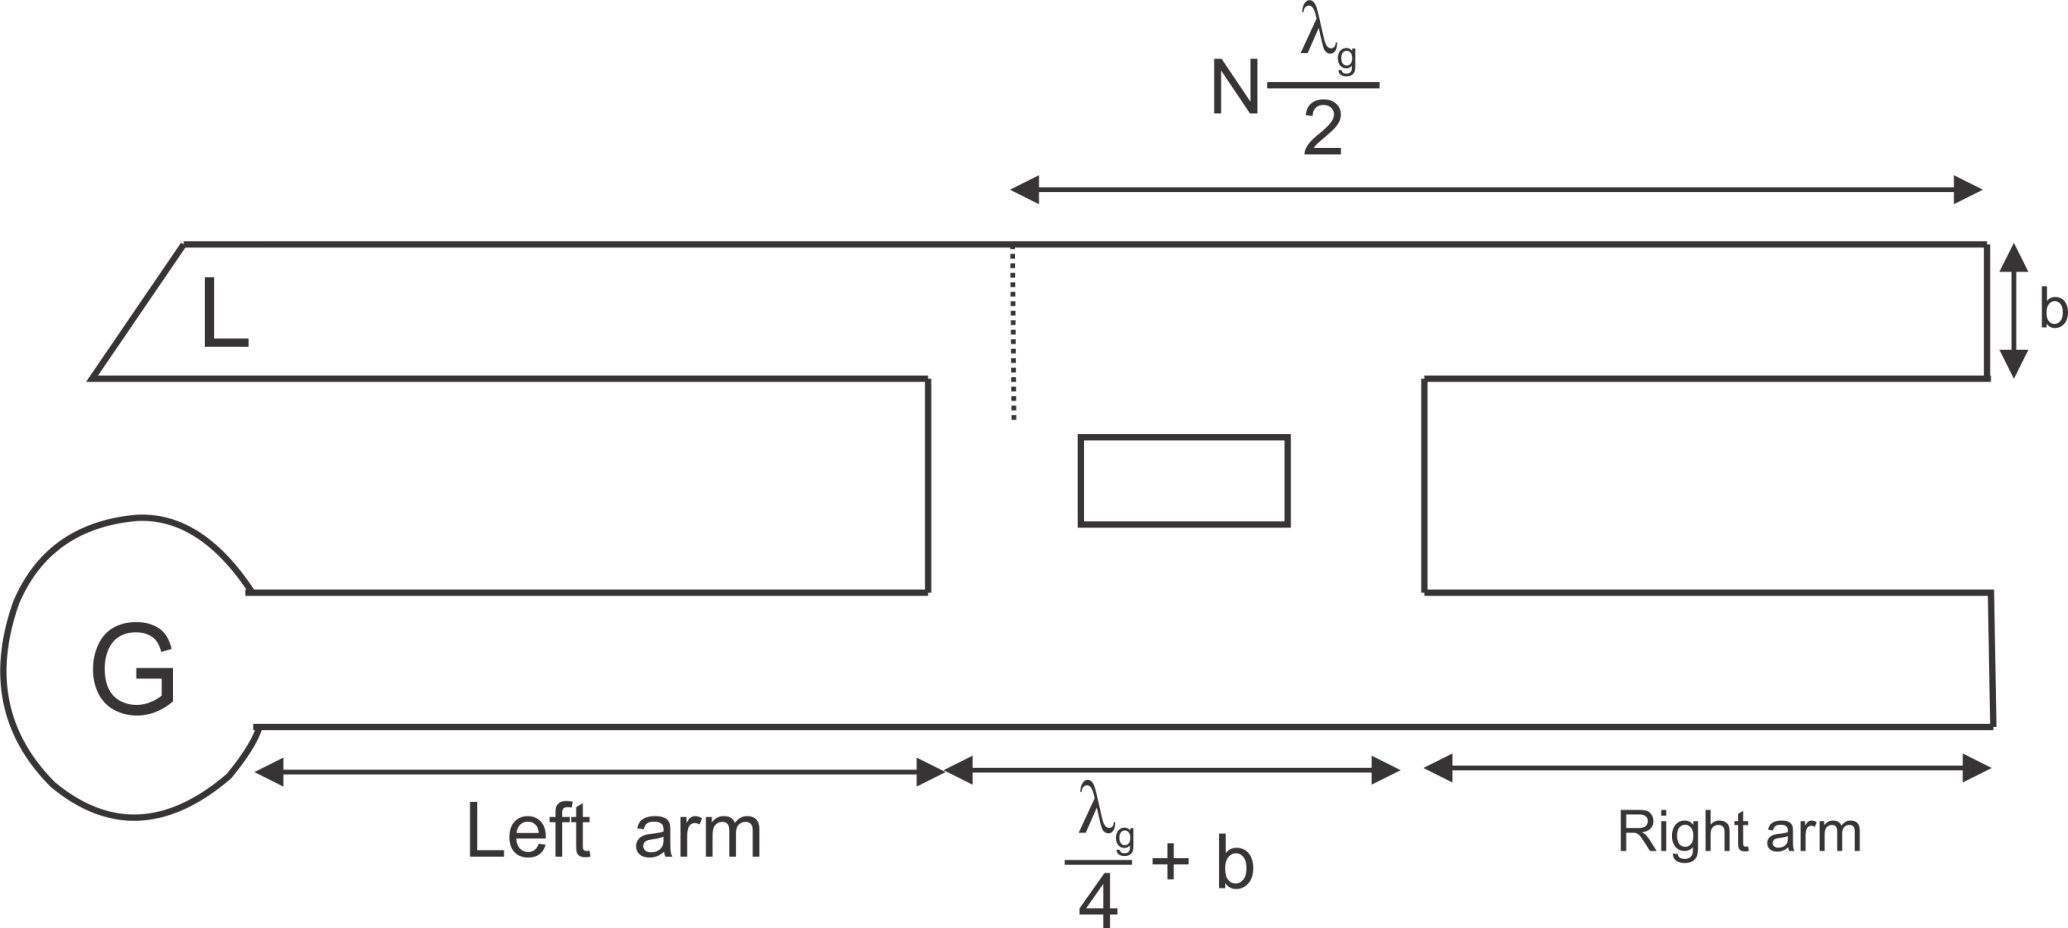 N λg/2
L
b
G
Left arm
λg/4 + b
Right arm